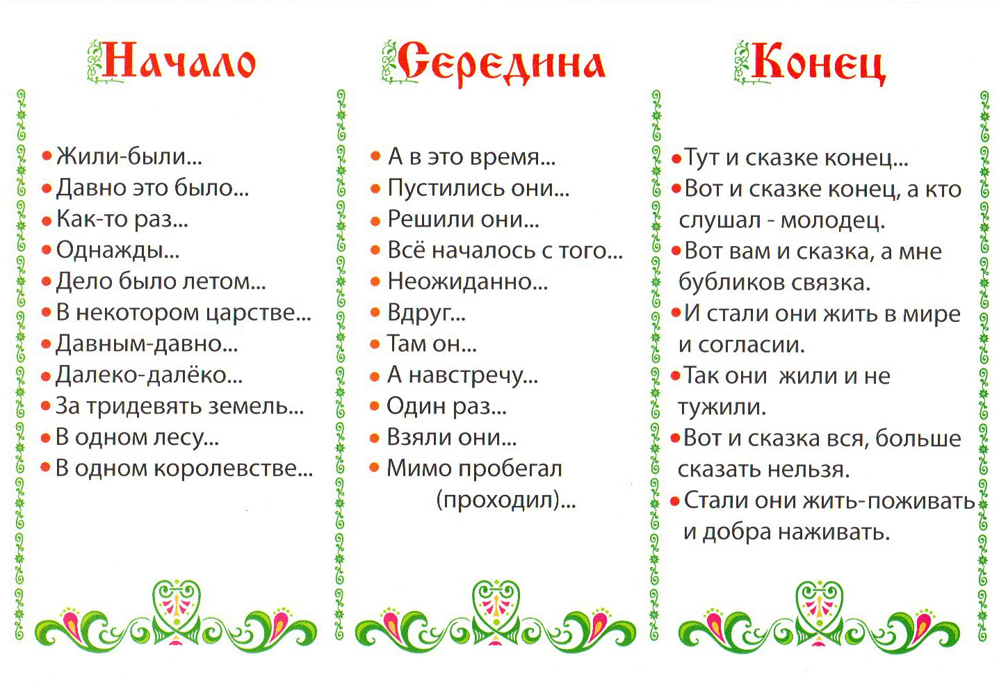 Начало
Жили-были...
Давно это было...
Как-то раз...
Однажды...
Дело было летом...
В некотором царстве...
Давным-давно...
Далеко-далёко...
За тридевять земель...
В одном лесу...
В одном королевстве...
Середина
А в это время...
Пустились они...
Решили они...
Всё началось с того...
Неожиданно...
Вдруг...
Там он...
А навстречу...
Один раз...
Взяли они...
Мимо пробегал
(проходил)...
Конец
Тут и сказке конец...
Вот и сказке конец, а кто
слушал - молодец.
Вот вам и сказка, а мне
бубликов связка.
И стали они жить в мире
и согласии.
Так они жили и не
тужили.
Вот и сказка вся, больше
сказать нельзя.
Стали они жить-поживать
и добра наживать.